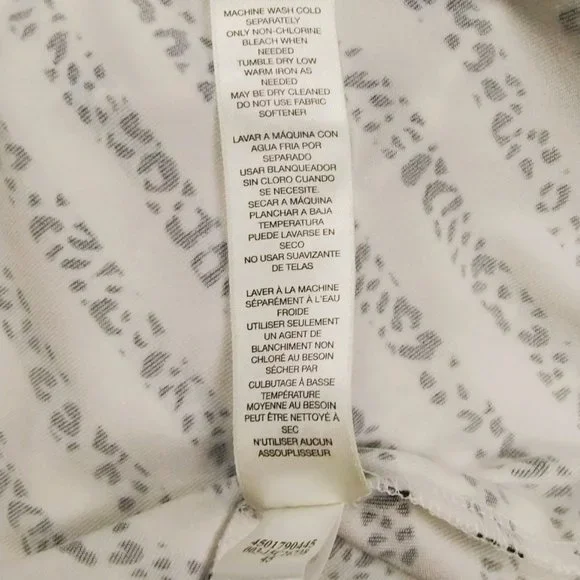 MACHINE WASH COLD
SEPARATELY
ONLY NON-CHLORINE
BLEACH WHEN
NEEDED
TUMBLE DRY LOW
WARM IRON AS
NEEDED
MAY BE DRY CLEANED
DO NOT USE FABRIC
SOFTENER
LAVAR A MÁQUINA CON
AGUA FRIA POR
SEPARADO
USAR BLANQUEADOR
SIN CLORO CUANDO
SE NECESITE.
SECAR A MÁQUINA
PLANCHAR A BAJA
TEMPERATURA
PUEDE LAVARSE EN
SECO
NO USAR SUAVIZANTE
DE TELAS
LAVER À LA MACHINE
SÉPARÉMENT À L'EAU
FROIDE
UTILISER SEULEMENT
UN AGENT DE
BLANCHIMENT NON
CHLORÉ AU BESOIN
SÉCHER PAR
CULBUTAGE À BASSE
TEMPÉRATURE
MOYENNE AU BESOIN
PEUT ÊTRE NETTOYÉ À
SEC
N'UTILISER AUCUN
ASSOUPLISSEUR
4501790445
45